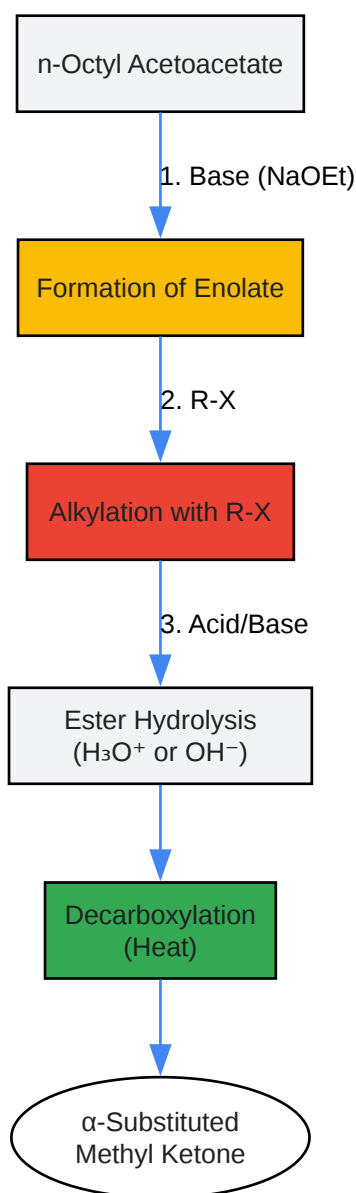 n-Octyl Acetoacetate
1. Base (NaOEt)
Formation of Enolate
2. R-X
Alkylation with R-X
3. Acid/Base
Ester Hydrolysis
(H₃O⁺ or OH⁻)
Decarboxylation
(Heat)
α-Substituted
Methyl Ketone